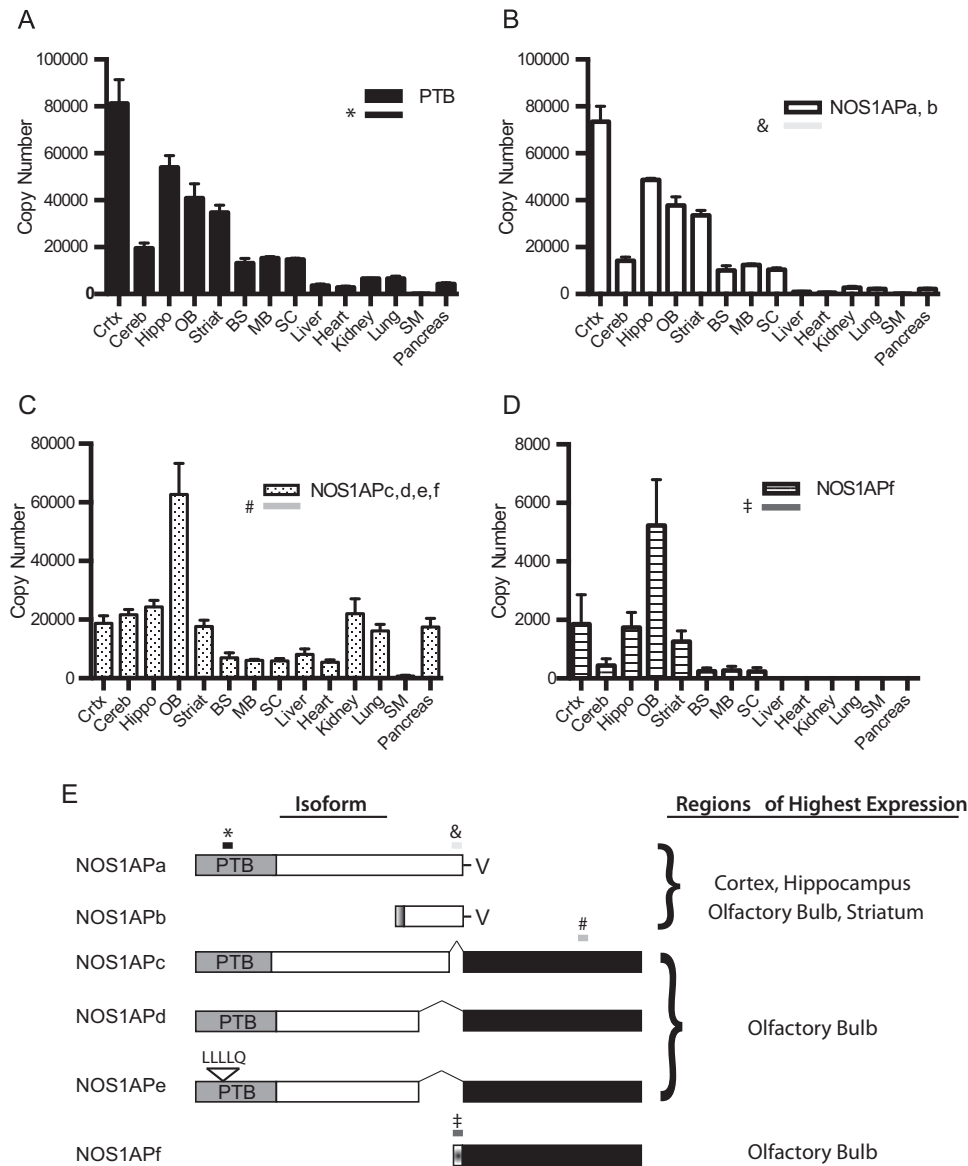 A
100000
80000
60000
40000
20000
0
Copy Number
* PTB
Crtx Cereb Hippo OB Striat BS MB SC Liver Heart Kidney Lung SM Pancreas
B
100000
80000
60000
40000
20000
0
Copy Number
& NOS1APa, b
Crtx Cereb Hippo OB Striat BS MB SC Liver Heart Kidney Lung SM Pancreas
C
80000
60000
40000
20000
0
Copy Number
# NOS1APc,d,e,f
Crtx Cereb Hippo OB Striat BS MB SC Liver Heart Kidney Lung SM Pancreas
D
8000
6000
4000
2000
0
Copy Number
‡ NOS1APf
Crtx Cereb Hippo OB Striat BS MB SC Liver Heart Kidney Lung SM Pancreas
E
Isoform Regions of Highest Expression
* &
NOS1APa PTB V
Cortex, Hippocampus
Olfactory Bulb, Striatum
NOS1APb V
#
NOS1APc PTB
NOS1APd PTB
Olfactory Bulb
LLLLQ
NOS1APe PTB
‡
NOS1APf Olfactory Bulb